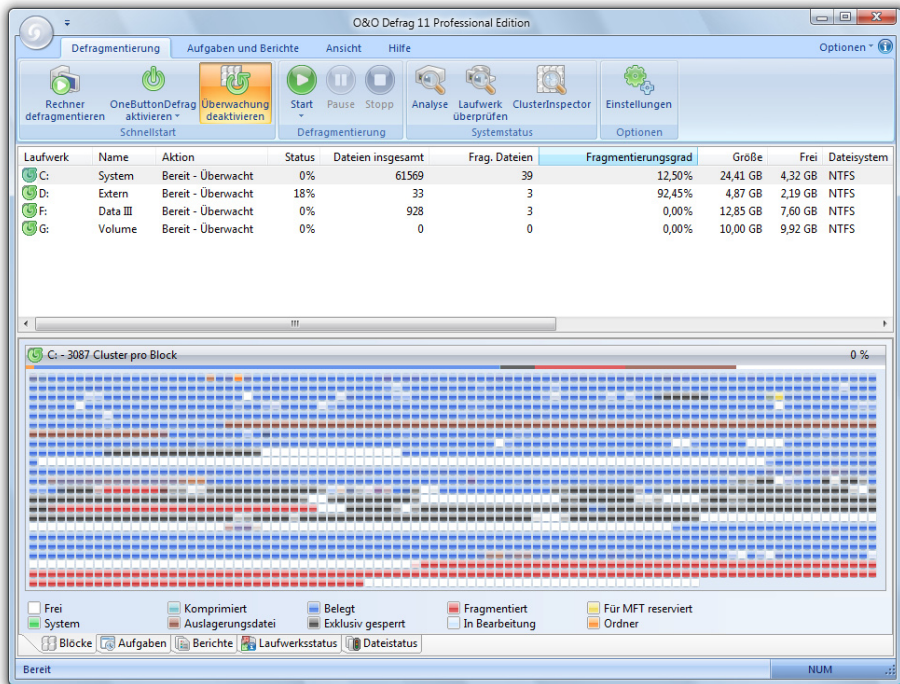 O&O Defrag 11 Professional Edition
Defragmentierung Aufgaben und Berichte Ansicht Hilfe Optionen
Rechner defragmentieren
OneButtonDefrag aktivieren
Überwachung deaktivieren
Start
Pause
Stopp
Analyse
Laufwerk überprüfen
ClusterInspector
Einstellungen
Schnellstart Defragmentierung Systemstatus Optionen
Laufwerk Name Aktion Status Dateien insgesamt Frag. Dateien Fragmentierungsgrad Größe Frei Dateisystem
C: System Bereit - Überwacht 0% 61569 39 12,50% 24,41 GB 4,32 GB NTFS
D: Extern Bereit - Überwacht 18% 33 3 92,45% 4,87 GB 2,19 GB NTFS
F: Data III Bereit - Überwacht 0% 928 3 0,00% 12,85 GB 7,60 GB NTFS
G: Volume Bereit - Überwacht 0% 0 0 0,00% 10,00 GB 9,92 GB NTFS
C: - 3087 Cluster pro Block 0 %
Frei Komprimiert Belegt Fragmentiert Für MFT reserviert
System Auslagerungsdatei Exklusiv gesperrt In Bearbeitung Ordner
Blöcke Aufgaben Berichte Laufwerksstatus Dateistatus
Bereit NUM